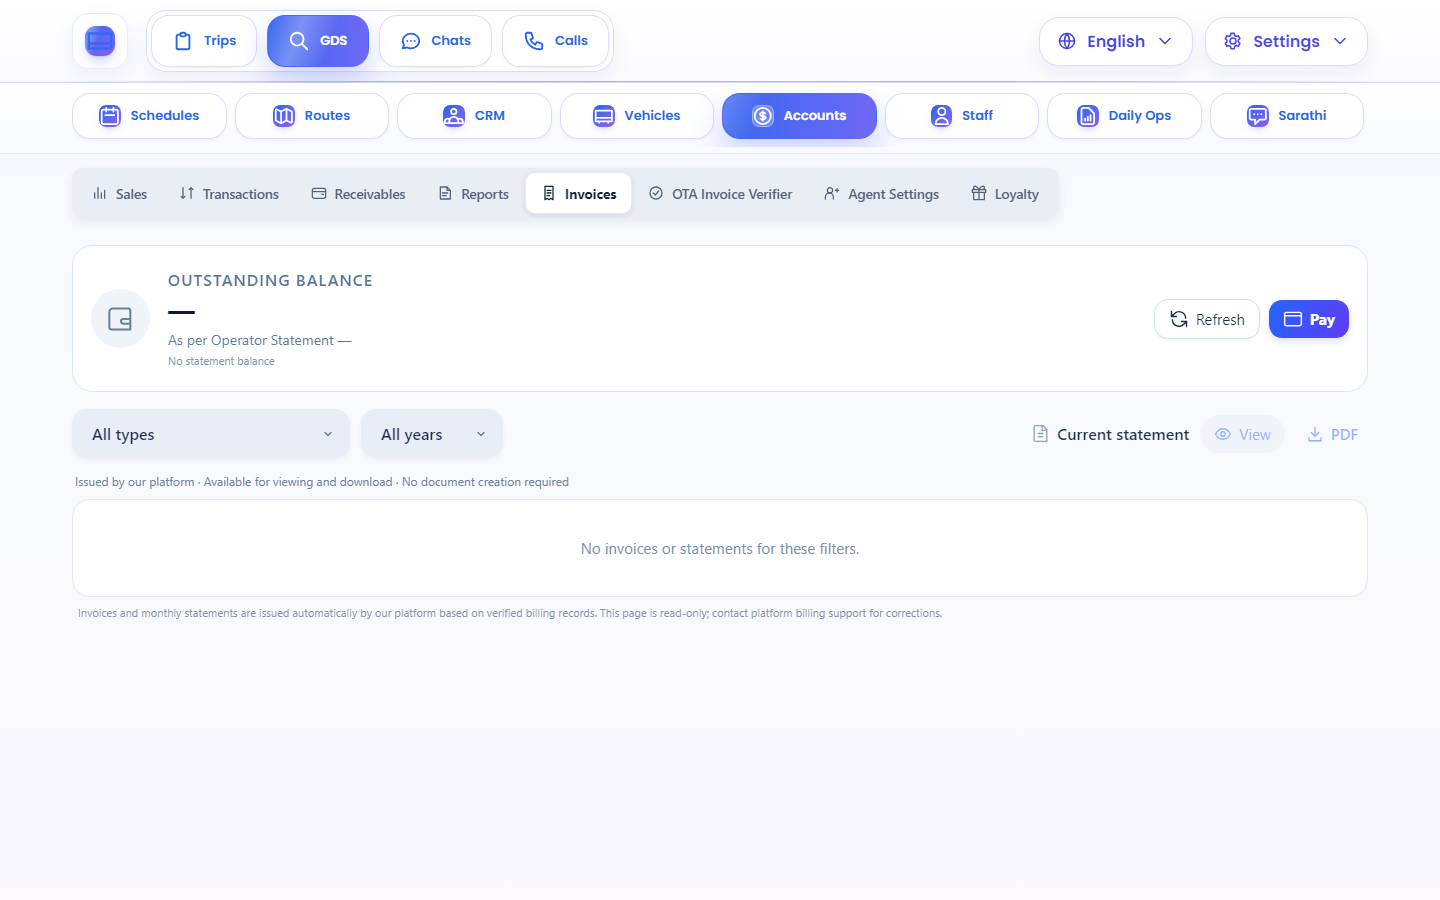 Trips
GDS
Chats
Calls
English
Settings
Schedules
Routes
CRM
Vehicles
Accounts
Staff
Daily Ops
Sarathi
Sales
Transactions
Receivables
Reports
Invoices
OTA Invoice Verifier
Agent Settings
Loyalty
OUTSTANDING BALANCE
—
As per Operator Statement —
No statement balance
Refresh
Pay
All types
All years
Current statement
View
PDF
Issued by our platform · Available for viewing and download · No document creation required
No invoices or statements for these filters.
Invoices and monthly statements are issued automatically by our platform based on verified billing records. This page is read-only; contact platform billing support for corrections.